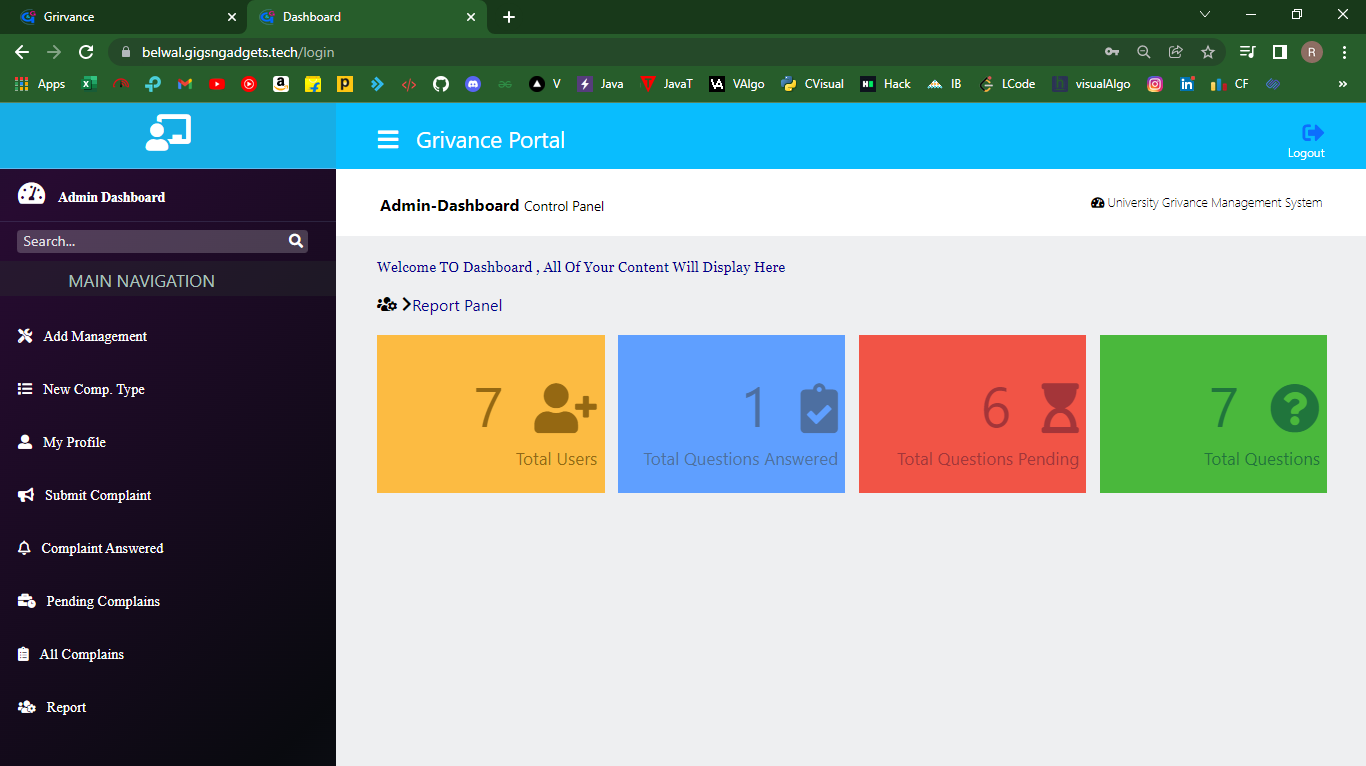 Grirvance
Dashboard
belwal.gigsngadgets.tech/login
R
Apps
V
Java
JavaT
VA
VAlgo
CVisual
H
Hack
IB
LCode
h
visualAlgo
in
CF
»
Grivance Portal
Logout
Admin Dashboard
Admin-Dashboard Control Panel
University Grivance Management System
Search...
MAIN NAVIGATION
Welcome TO Dashboard , All Of Your Content Will Display Here
Report Panel
Add Management
New Comp. Type
My Profile
Submit Complaint
Complaint Answered
Pending Complains
All Complains
Report
7
Total Users
1
Total Questions Answered
6
Total Questions Pending
7
Total Questions